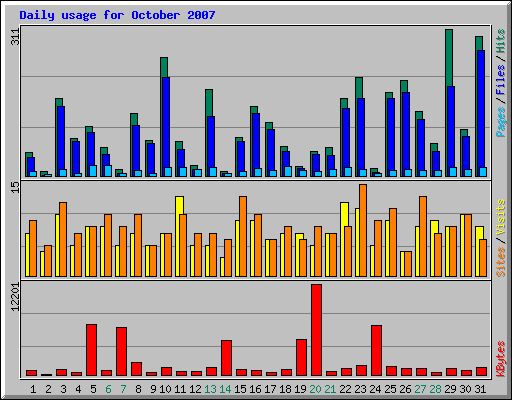 Daily usage for October 2007
311
Pages / Files / Hits
15
Sites / Visits
12201
KBytes
1 2 3 4 5 6 7 8 9 10 11 12 13 14 15 16 17 18 19 20 21 22 23 24 25 26 27 28 29 30 31